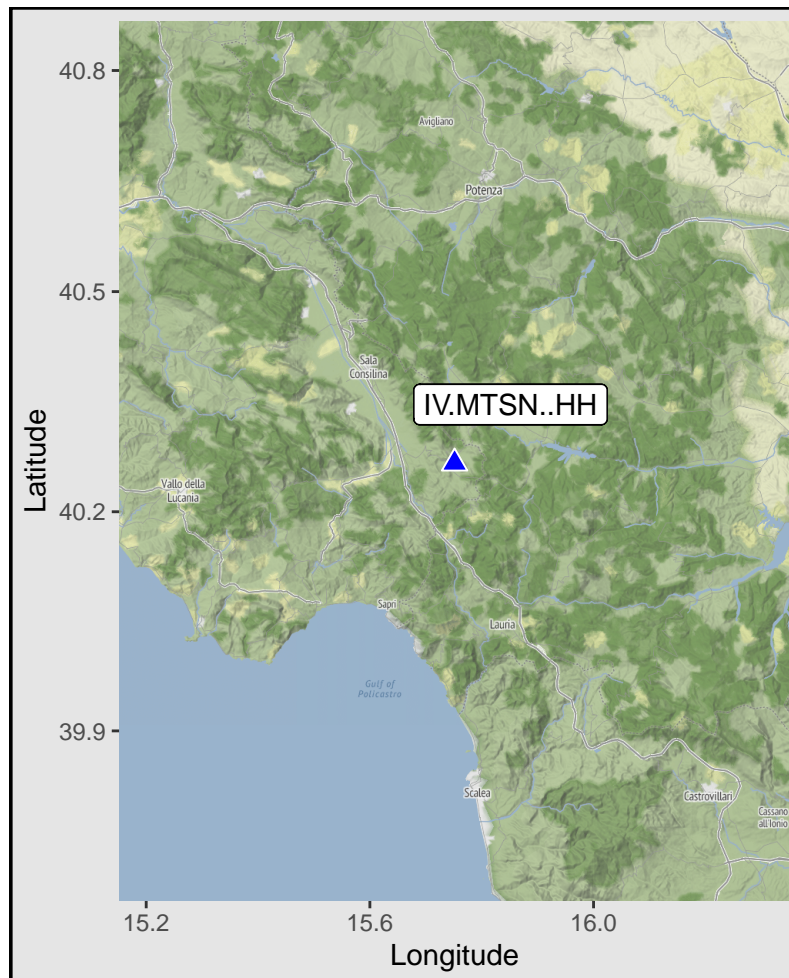 40.8
Avigliano
Potenza
40.5
Sala
Consilina
IV.MTSN..HH
Latitude
Vallo della
Lucania
40.2
Sapri
Lauria
Gulf of
Policastro
39.9
Scalea
Castrovillari
Cassano
all'Ionio
15.2
15.6
16.0
Longitude